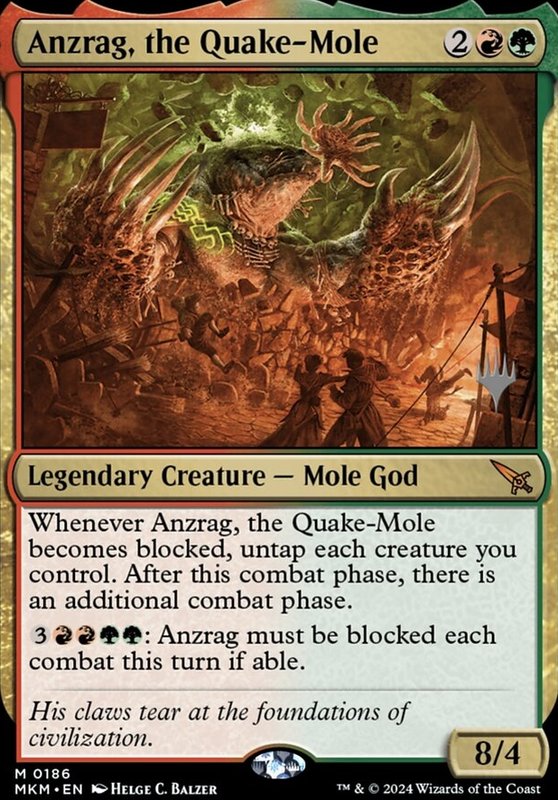 Anzrag, the Quake-Mole 2
Legendary Creature — Mole God
Whenever Anzrag, the Quake-Mole
becomes blocked, untap each creature you
control. After this combat phase, there is
an additional combat phase.
3: Anzrag must be blocked each
combat this turn if able.
His claws tear at the foundations of
civilization.
8/4
M 0186
MKM • EN Helge C. Balzer
™ & © 2024 Wizards of the Coast